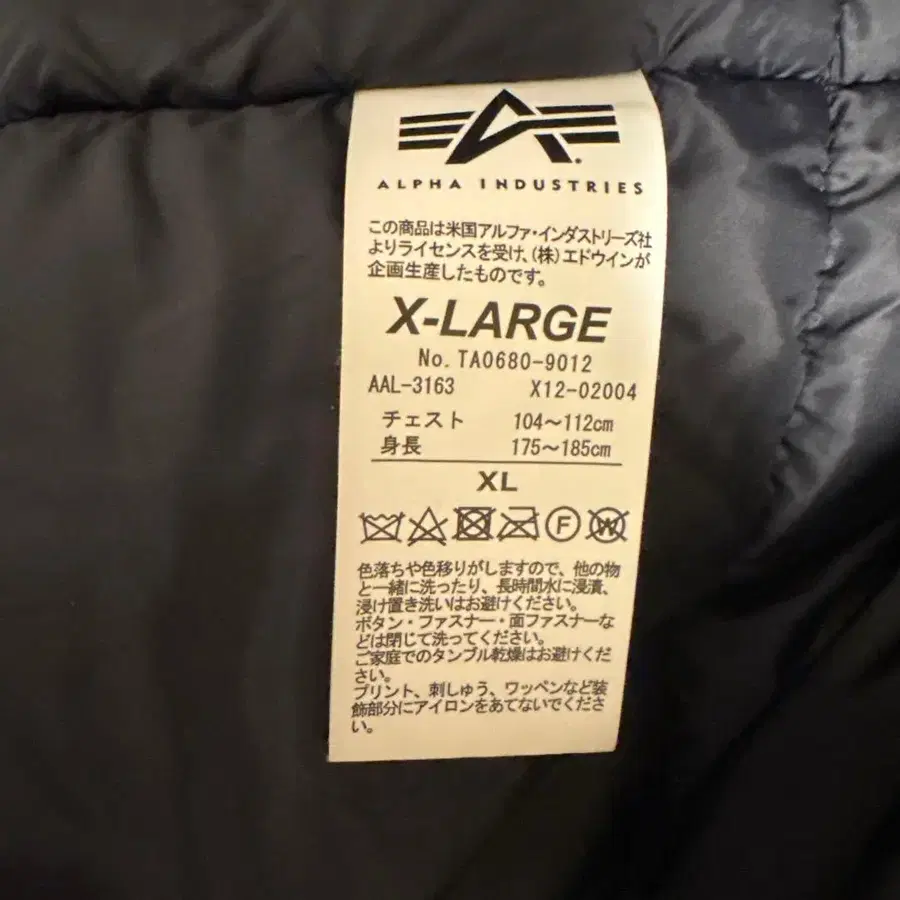 ALPHA INDUSTRIES
この商品は米国アルファ・インダストリーズ社
よりライセンスを受け、(株)エドウインが
企画生産したものです。
X-LARGE
No. TA0680-9012
AAL-3163 X12-02004
チェスト 104～112cm
身長 175～185cm
XL
F W
色落ちや色移りがしますので、他の物
と一緒に洗ったり、長時間水に浸漬、
浸け置き洗いはお避けください。
ボタン・ファスナー・面ファスナーな
どは閉じて洗ってください。
ご家庭でのタンブル乾燥はお避けくだ
さい。
プリント、刺しゅう、ワッペンなど装
飾部分にアイロンをあてないでくださ
い。